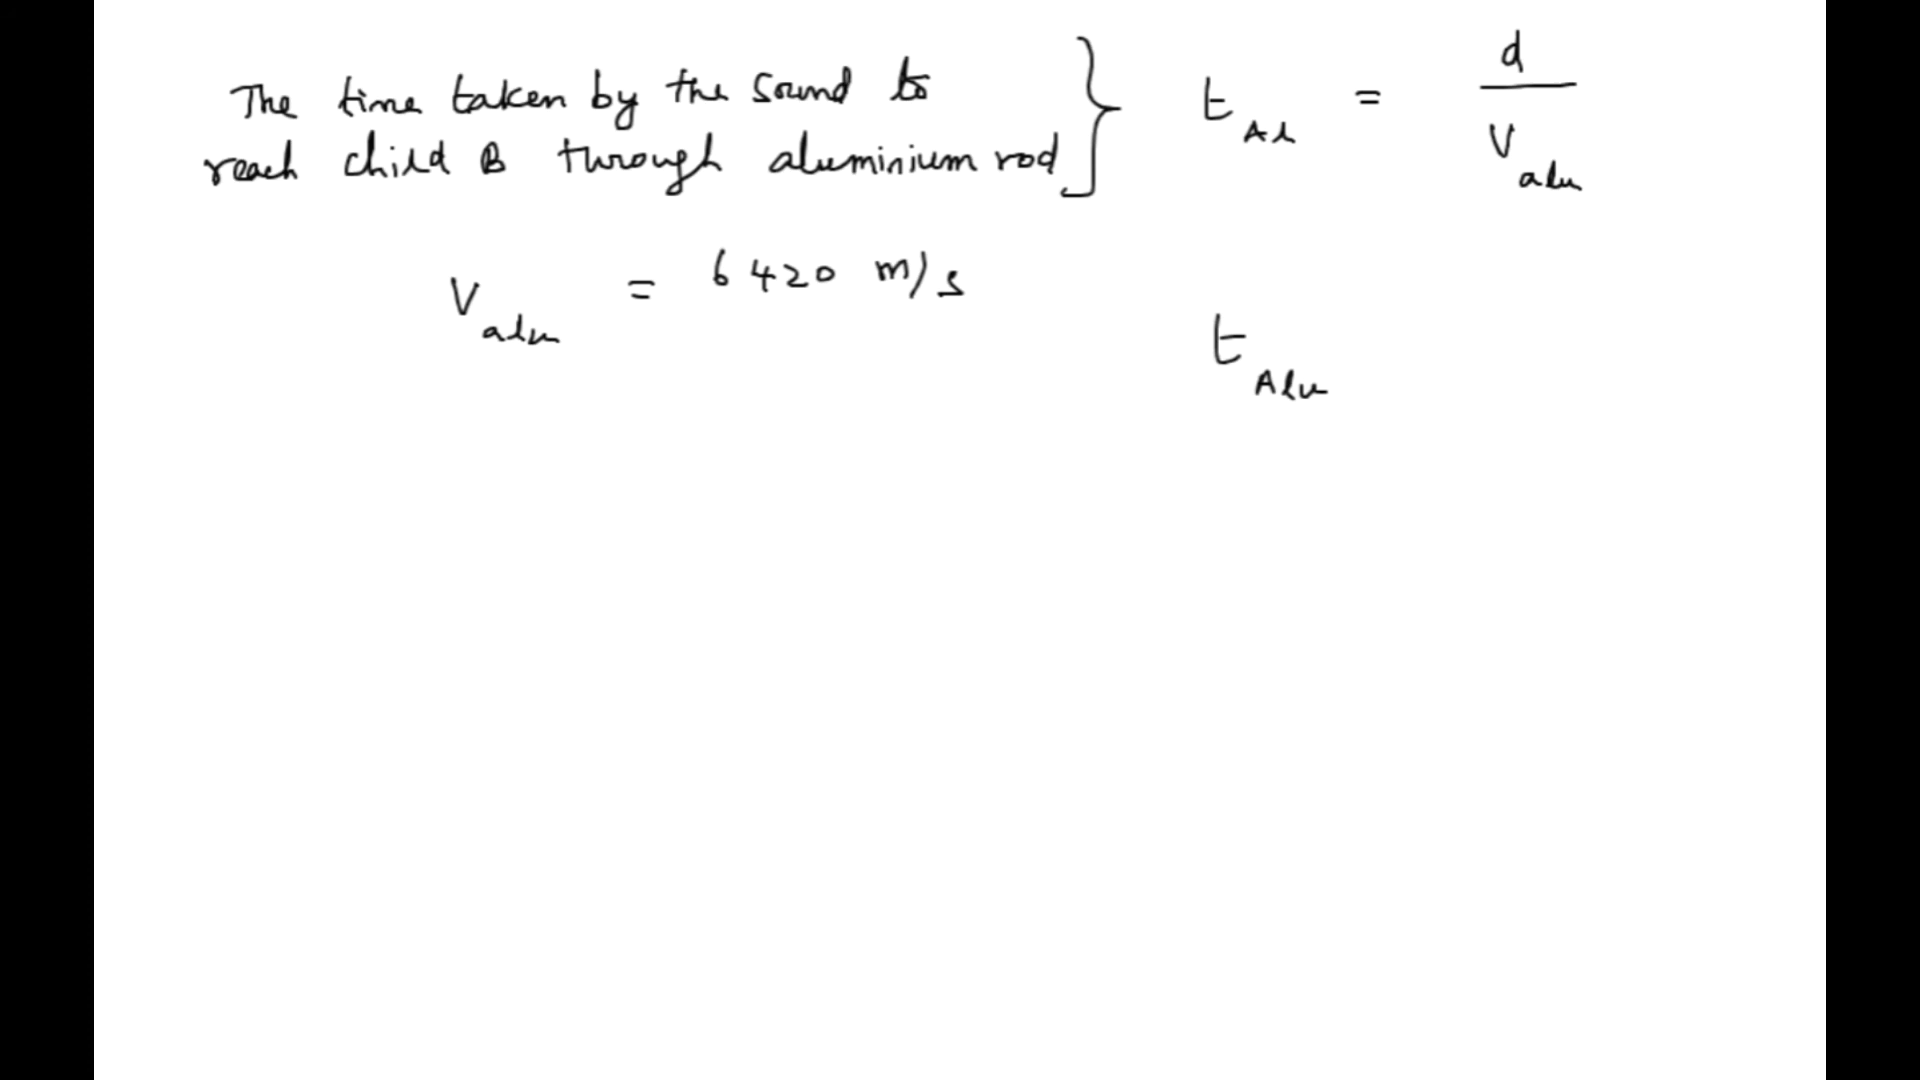 The time taken by the sound to
reach child B through aluminium rod } t_Al = d / V_alu
V_alu = 6420 m/s
t_Alu